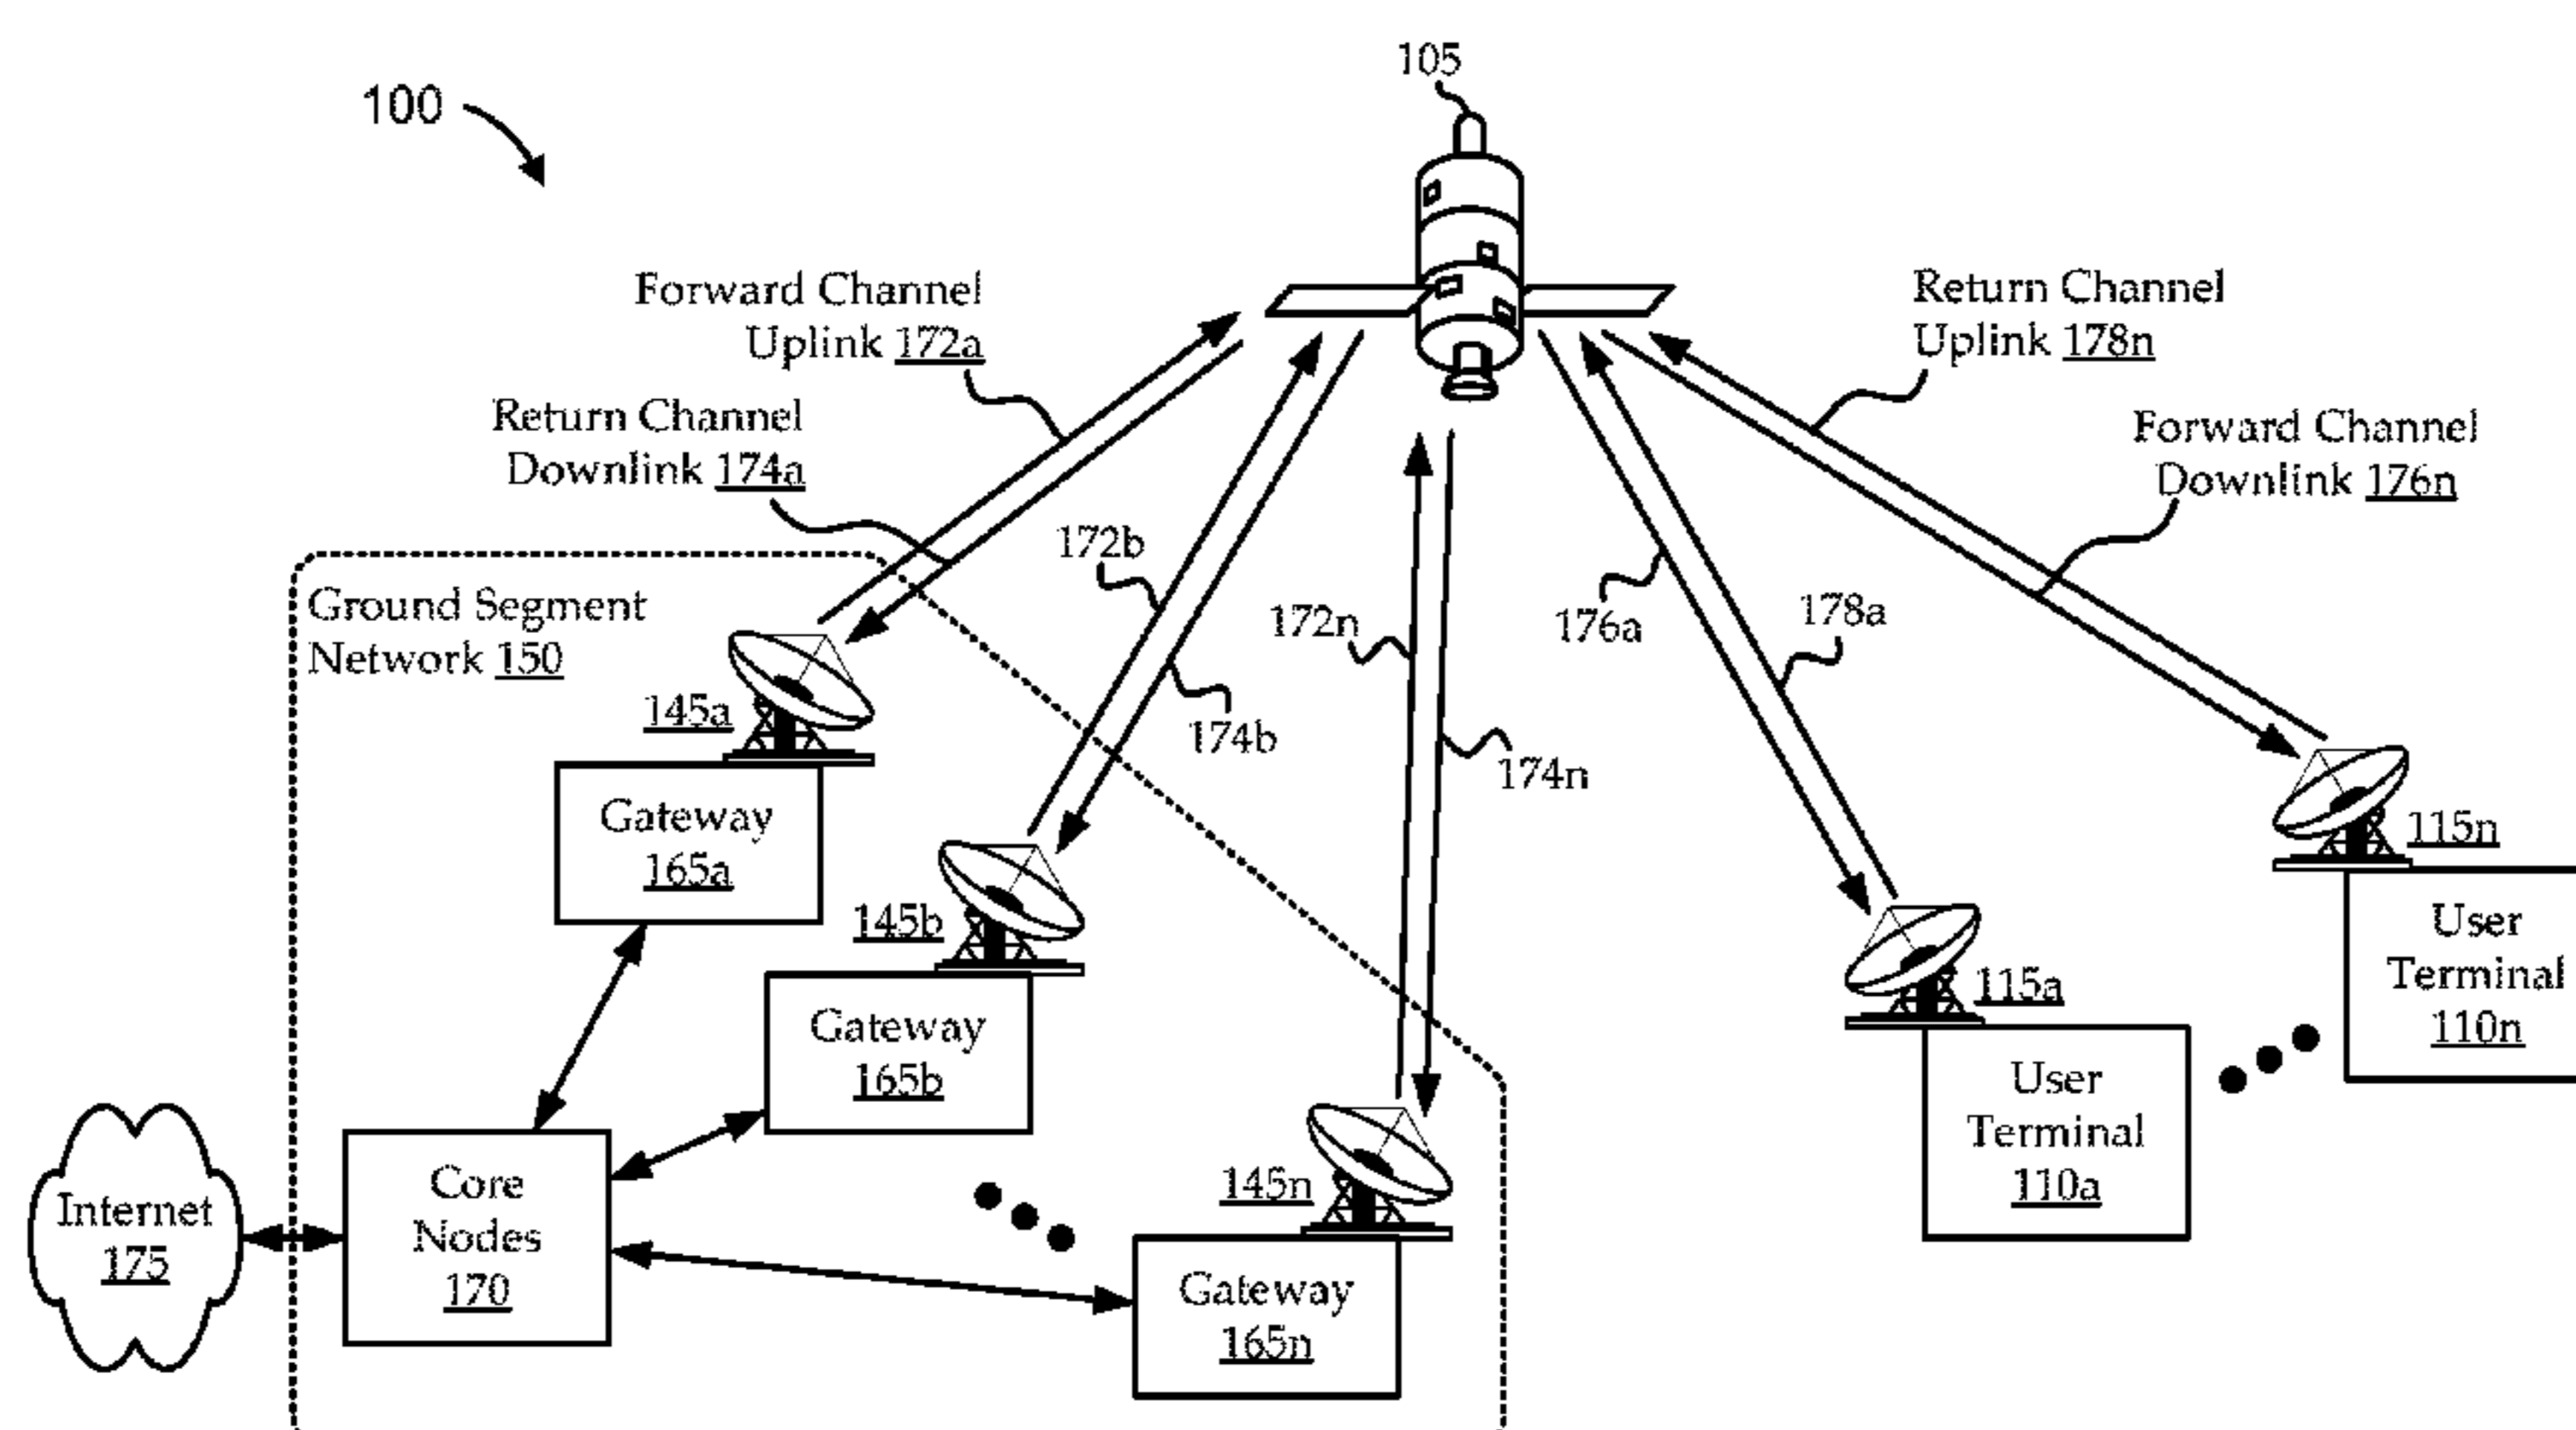 100
105
Forward Channel
Uplink 172a
Return Channel
Downlink 174a
Return Channel
Uplink 178n
Forward Channel
Downlink 176n
172b
174b
172n
174n
176a
178a
Ground Segment
Network 150
145a
Gateway
165a
145b
Gateway
165b
145n
Gateway
165n
115a
User
Terminal
110a
115n
User
Terminal
110n
Internet
175
Core
Nodes
170